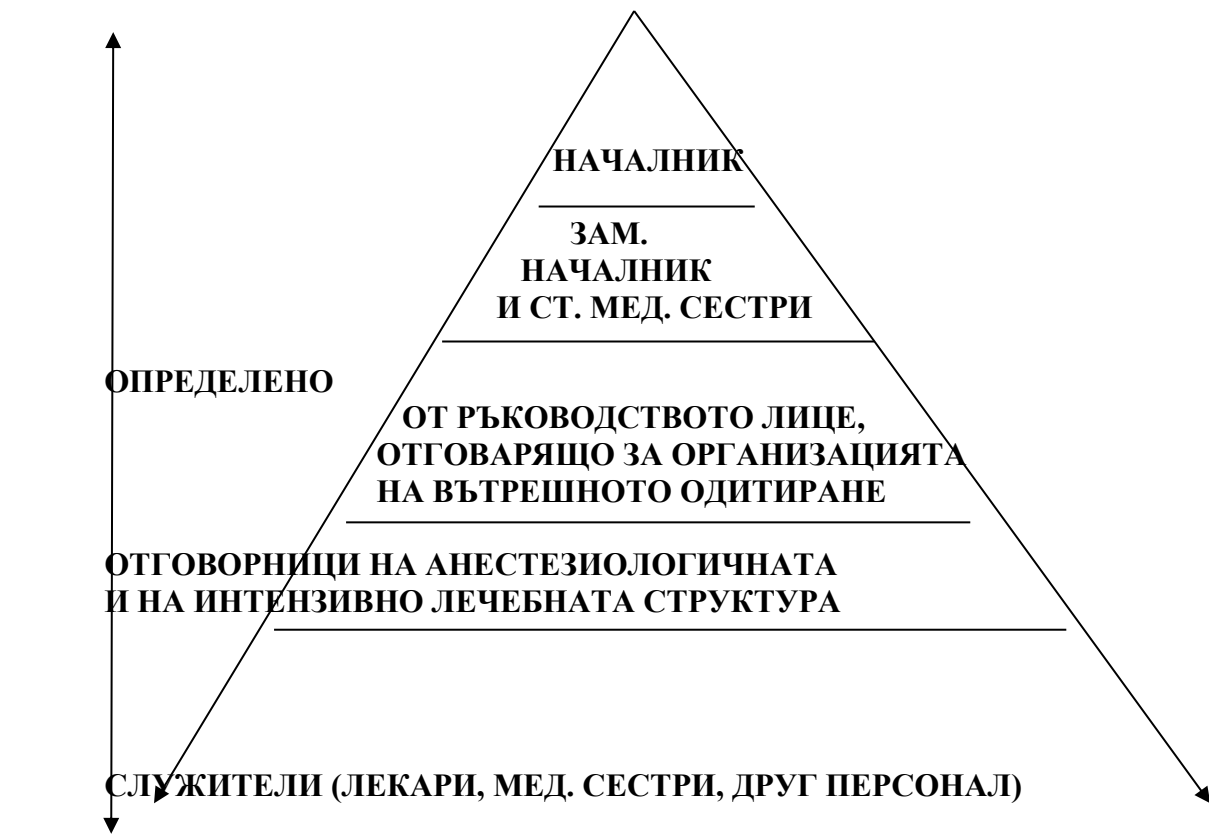 НАЧАЛНИК
ЗАМ.
НАЧАЛНИК
И СТ. МЕД. СЕСТРИ
ОПРЕДЕЛЕНО
ОТ РЪКОВОДСТВОТО ЛИЦЕ,
ОТГОВАРЯЩО ЗА ОРГАНИЗАЦИЯТА
НА ВЪТРЕШНОТО ОДИТИРАНЕ
ОТГОВОРНИЦИ НА АНЕСТЕЗИОЛОГИЧНАТА
И НА ИНТЕНЗИВНО ЛЕЧЕБНАТА СТРУКТУРА
СЛУЖИТЕЛИ (ЛЕКАРИ, МЕД. СЕСТРИ, ДРУГ ПЕРСОНАЛ)